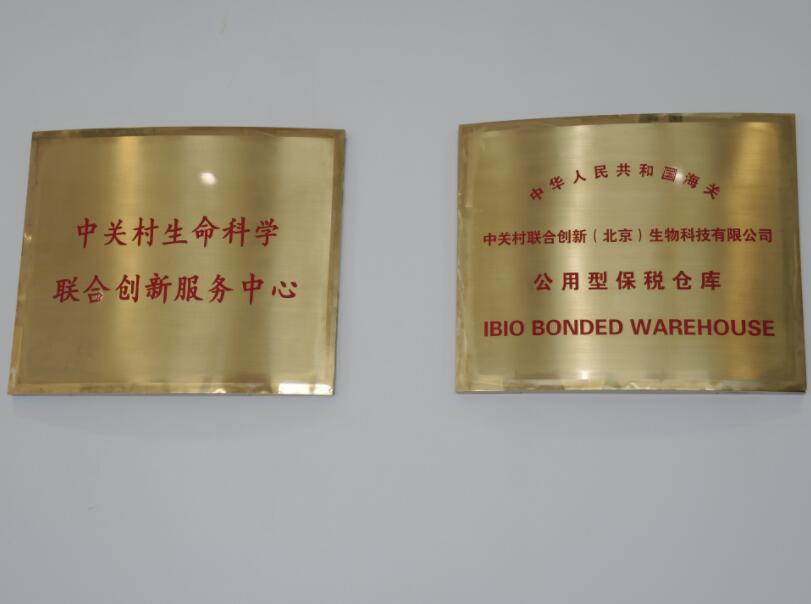 中关村生命科学
联合创新服务中心
中华人民共和国海关
中关村联合创新（北京）生物科技有限公司
公用型保税仓库
IBIO BONDED WAREHOUSE